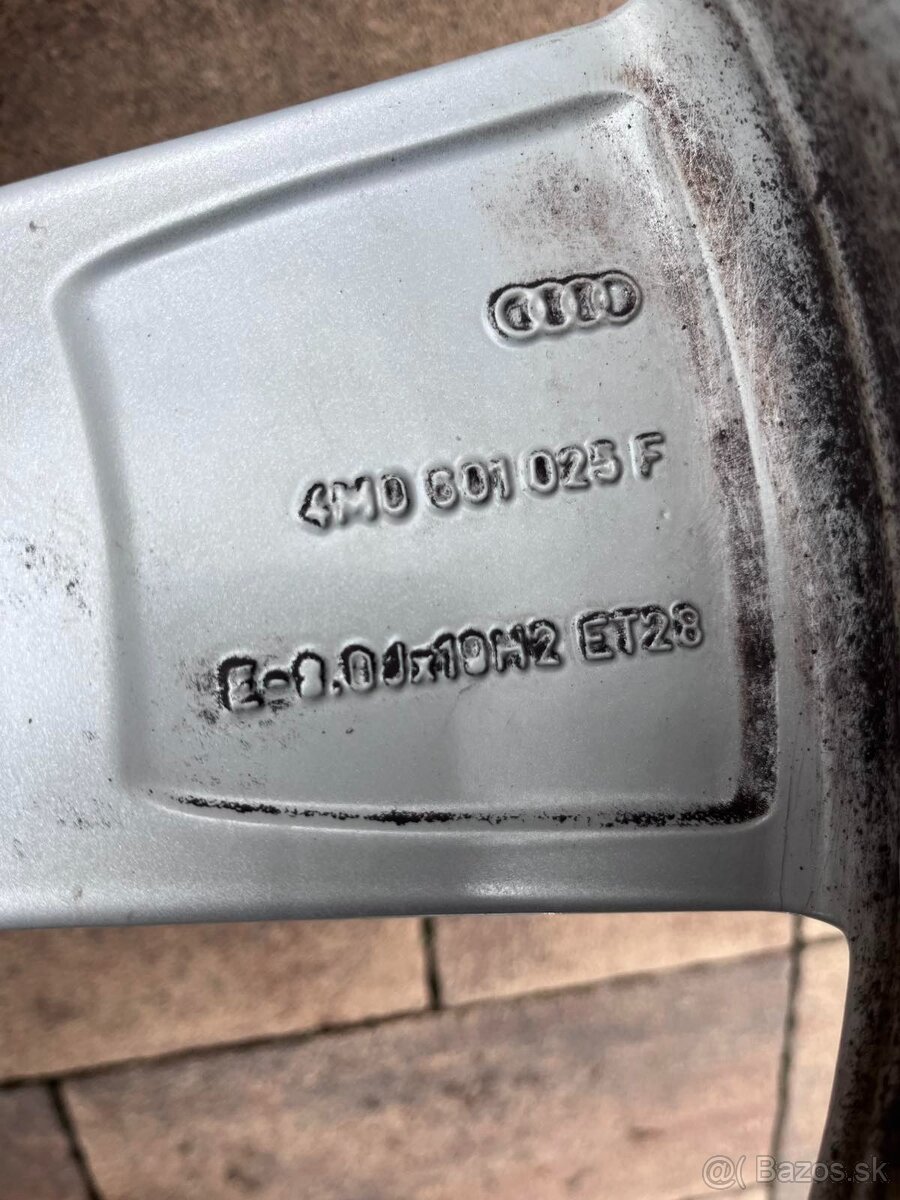 4M0 601 025 F
E-8.0Jx19H2 ET28
@( Bazos.sk